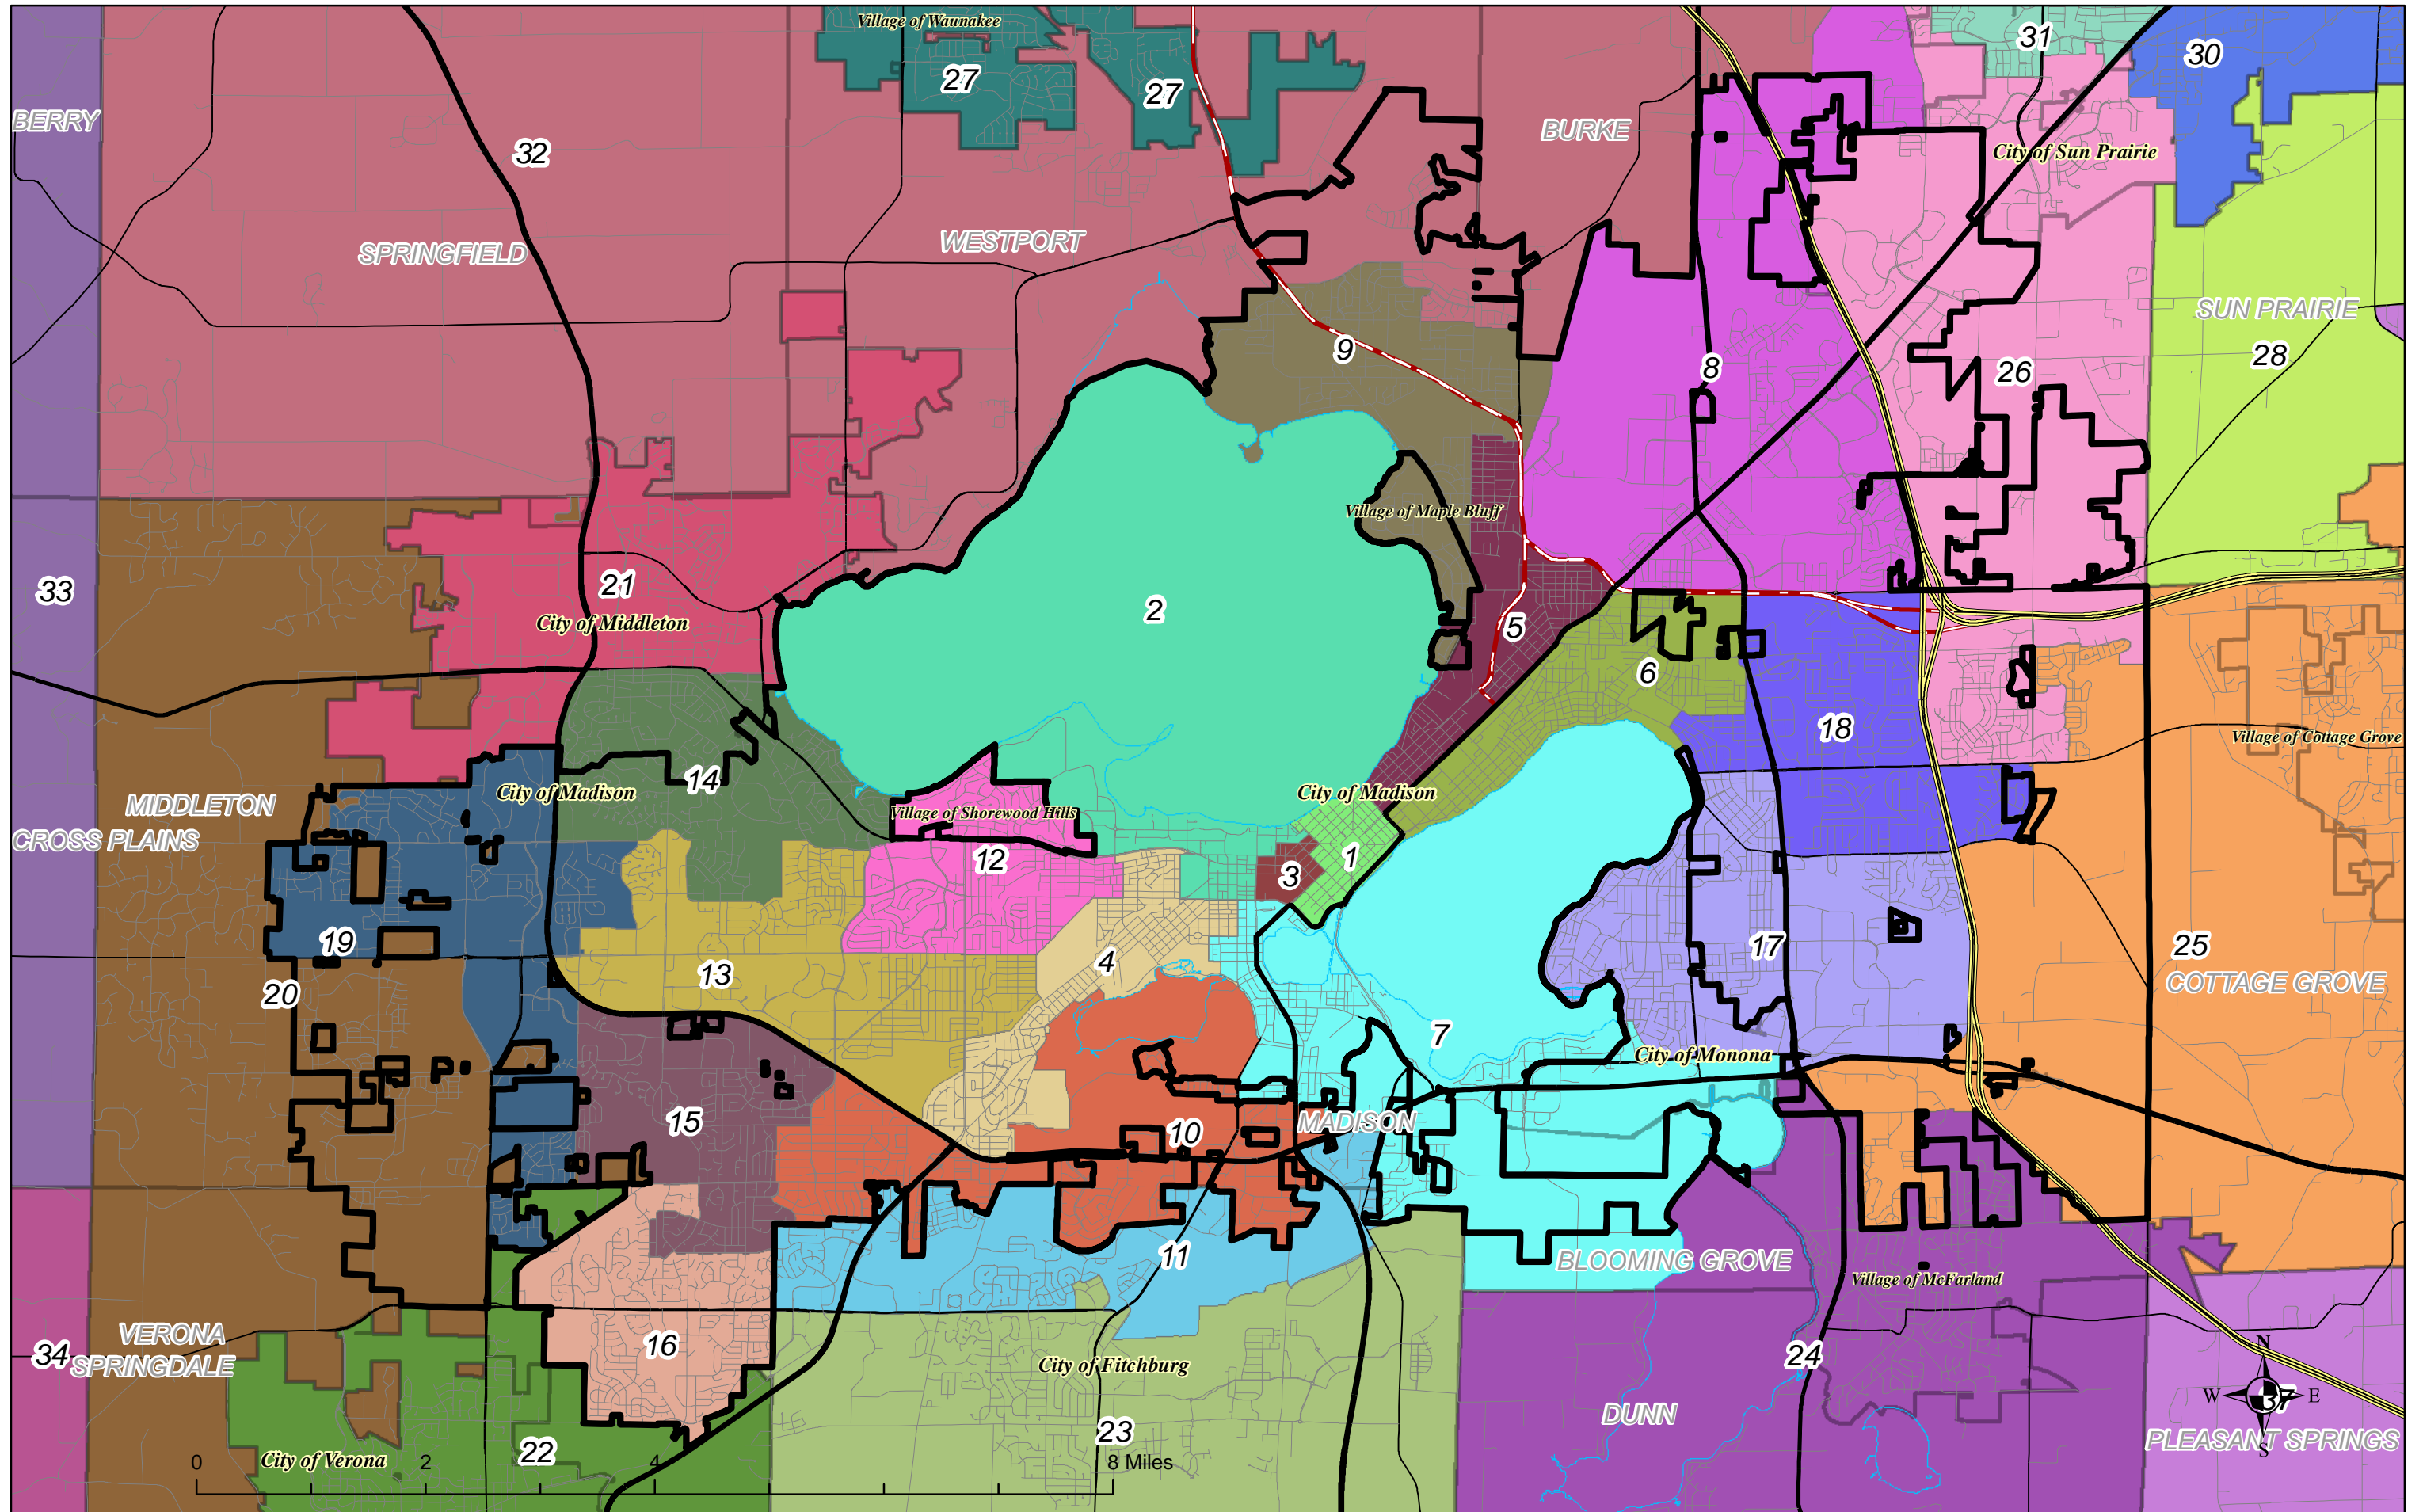 Village of Waunakee
31
30
27
27
BERRY
BURKE
32
City of Sun Prairie
WESTPORT
SPRINGFIELD
SUN PRAIRIE
9
28
8
26
Village of Maple Bluff
33
21
2
City of Middleton
5
6
18
Village of Cottage Grove
14
City of Madison
City of Madison
MIDDLETON
Village of Shorewood Hills
CROSS PLAINS
12
1
3
19
17
25
4
13
COTTAGE GROVE
20
7
City of Monona
15
MADISON
10
11
BLOOMING GROVE
Village of McFarland
VERONA
16
34
SPRINGDALE
City of Fitchburg
24
N
W
37
E
S
DUNN
23
PLEASANT SPRINGS
22
City of Verona
0
2
4
8 Miles